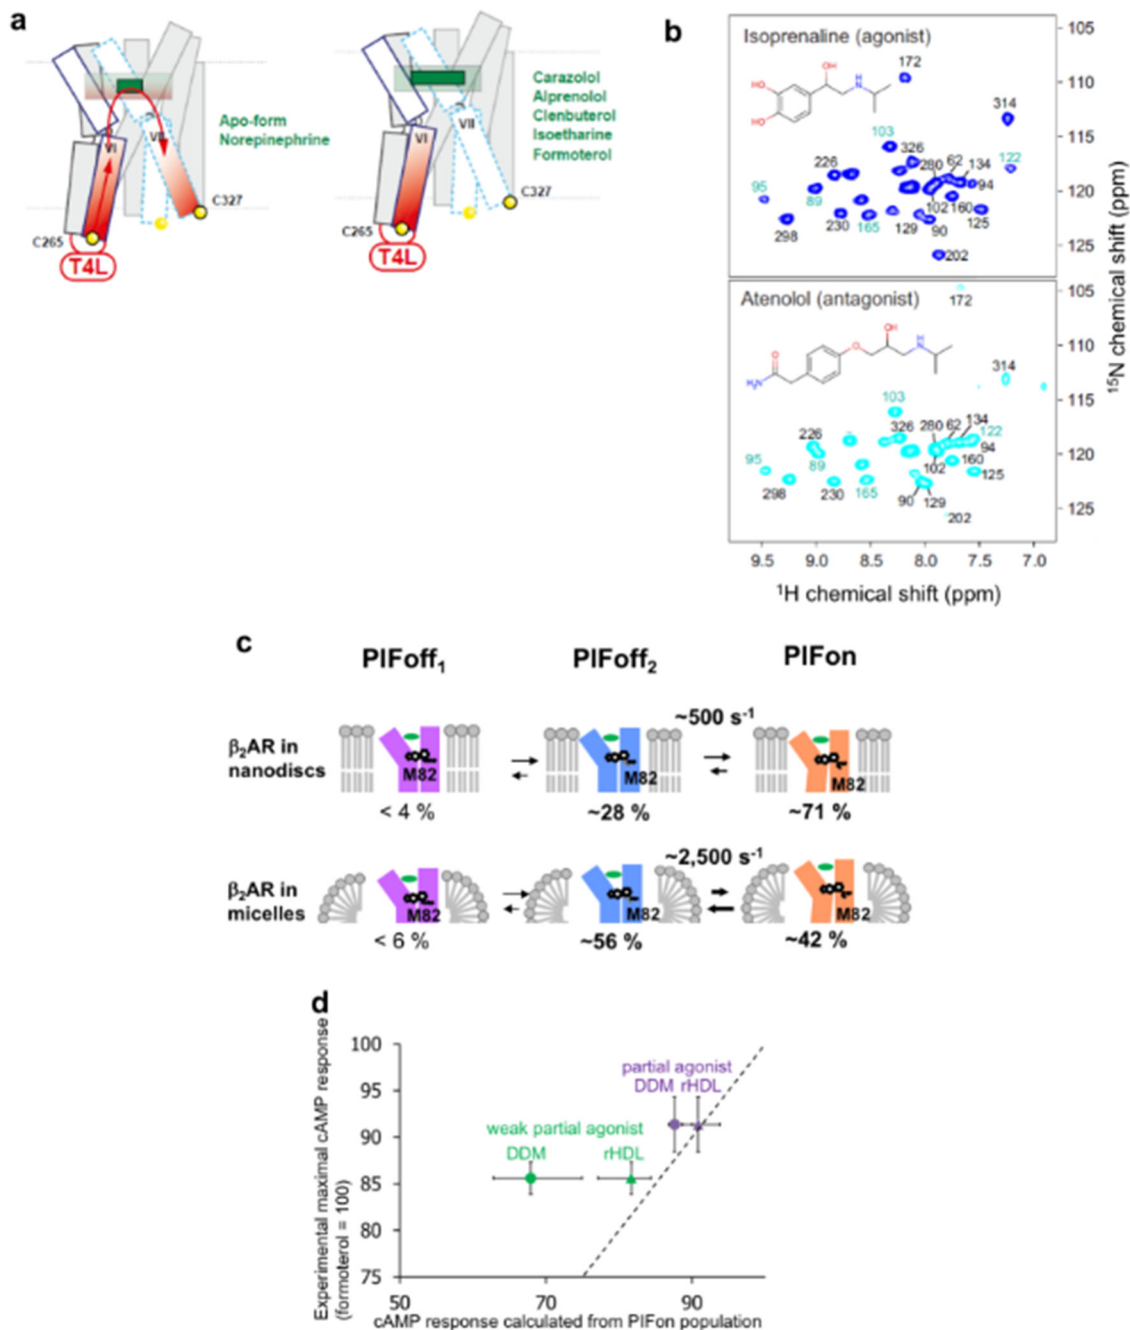 a
VI
VII
Apo-form
Norepinephrine
C327
C265
T4L
VI
VII
Carazolol
Alprenolol
Clenbuterol
Isoetharine
Formoterol
C327
C265
T4L
b
Isoprenaline (agonist)
OH
HO
HO
H
N
172
314
103
326
280
62
134
122
226
94
95
89
102
160
125
298
230
165
129
90
202
105
110
115
120
125
Atenolol (antagonist)
172
OH
H
N
O
O
H₂N
314
103
326
280
62
134
122
226
94
95
89
102
160
125
298
230
165
90
129
202
105
110
115
120
125
¹⁵N chemical shift (ppm)
9.5 9.0 8.5 8.0 7.5 7.0
¹H chemical shift (ppm)
c
PIFoff₁ PIFoff₂ PIFon
~500 s⁻¹
β₂AR in
nanodiscs
M82 M82 M82
< 4 % ~28 % ~71 %
~2,500 s⁻¹
β₂AR in
micelles
M82 M82 M82
< 6 % ~56 % ~42 %
d
Experimental maximal cAMP response
(formoterol = 100)
100
95
90
85
80
75
partial agonist
DDM rHDL
weak partial agonist
DDM rHDL
50 70 90
cAMP response calculated from PIFon population